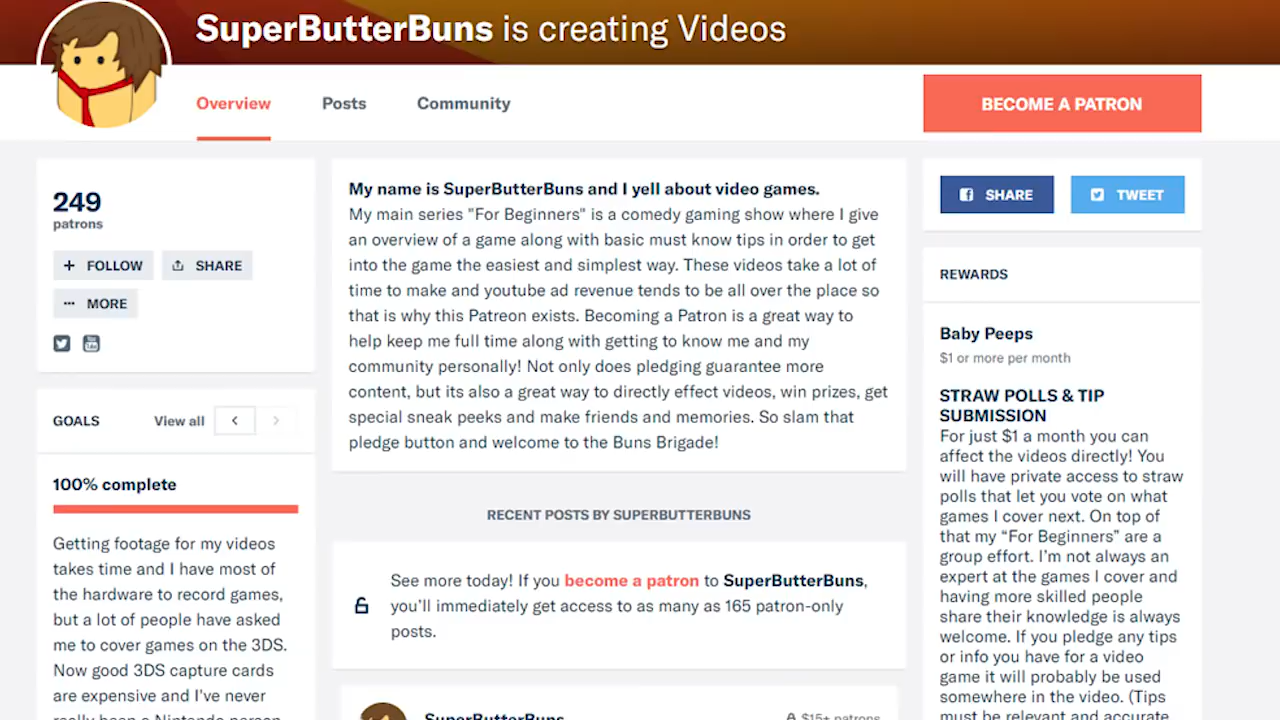 SuperButterBuns is creating Videos
Overview
Posts
Community
BECOME A PATRON
249
patrons
+ FOLLOW
SHARE
••• MORE
GOALS
View all
100% complete
Getting footage for my videos
takes time and I have most of
the hardware to record games,
but a lot of people have asked
me to cover games on the 3DS.
Now good 3DS capture cards
are expensive and I've never
really been a Nintendo person
My name is SuperButterBuns and I yell about video games.
My main series "For Beginners" is a comedy gaming show where I give
an overview of a game along with basic must know tips in order to get
into the game the easiest and simplest way. These videos take a lot of
time to make and youtube ad revenue tends to be all over the place so
that is why this Patreon exists. Becoming a Patron is a great way to
help keep me full time along with getting to know me and my
community personally! Not only does pledging guarantee more
content, but its also a great way to directly effect videos, win prizes, get
special sneak peeks and make friends and memories. So slam that
pledge button and welcome to the Buns Brigade!
RECENT POSTS BY SUPERBUTTERBUNS
See more today! If you become a patron to SuperButterBuns,
you'll immediately get access to as many as 165 patron-only
posts.
SuperButterBuns
$15+ patrons
SHARE
TWEET
REWARDS
Baby Peeps
$1 or more per month
STRAW POLLS & TIP
SUBMISSION
For just $1 a month you can
affect the videos directly! You
will have private access to straw
polls that let you vote on what
games I cover next. On top of
that my “For Beginners” are a
group effort. I’m not always an
expert at the games I cover and
having more skilled people
share their knowledge is always
welcome. If you pledge any tips
or info you have for a video
game it will probably be used
somewhere in the video. (Tips
must be relevant and accurate